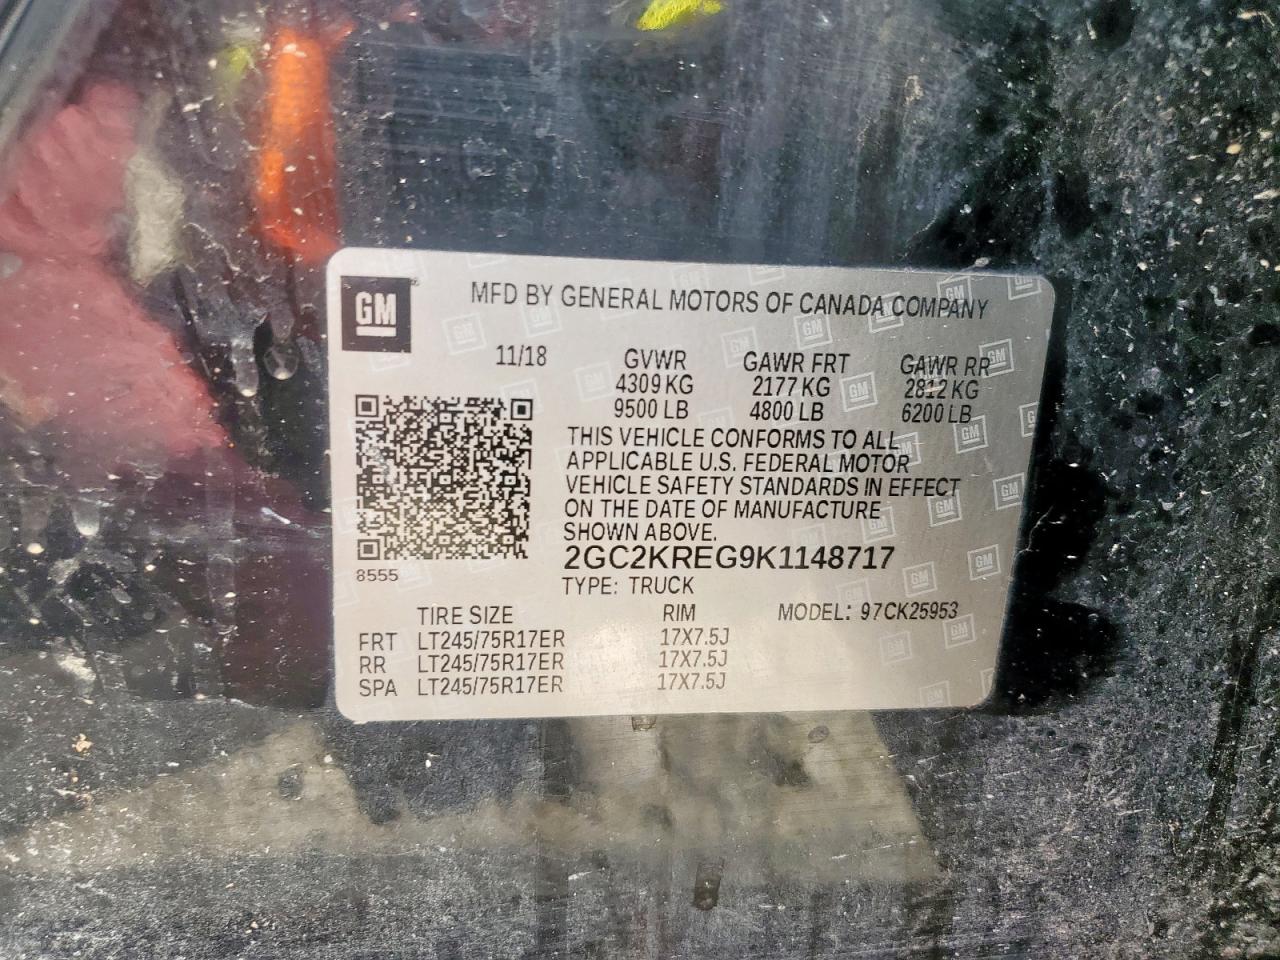 GM
MFD BY GENERAL MOTORS OF CANADA COMPANY
11/18 GVWR GAWR FRT GAWR RR
4309 KG 2177 KG 2812 KG
9500 LB 4800 LB 6200 LB
THIS VEHICLE CONFORMS TO ALL
APPLICABLE U.S. FEDERAL MOTOR
VEHICLE SAFETY STANDARDS IN EFFECT
ON THE DATE OF MANUFACTURE
SHOWN ABOVE.
2GC2KREG9K1148717
8555
TYPE: TRUCK
TIRE SIZE RIM MODEL: 97CK25953
FRT LT245/75R17ER 17X7.5J
RR LT245/75R17ER 17X7.5J
SPA LT245/75R17ER 17X7.5J